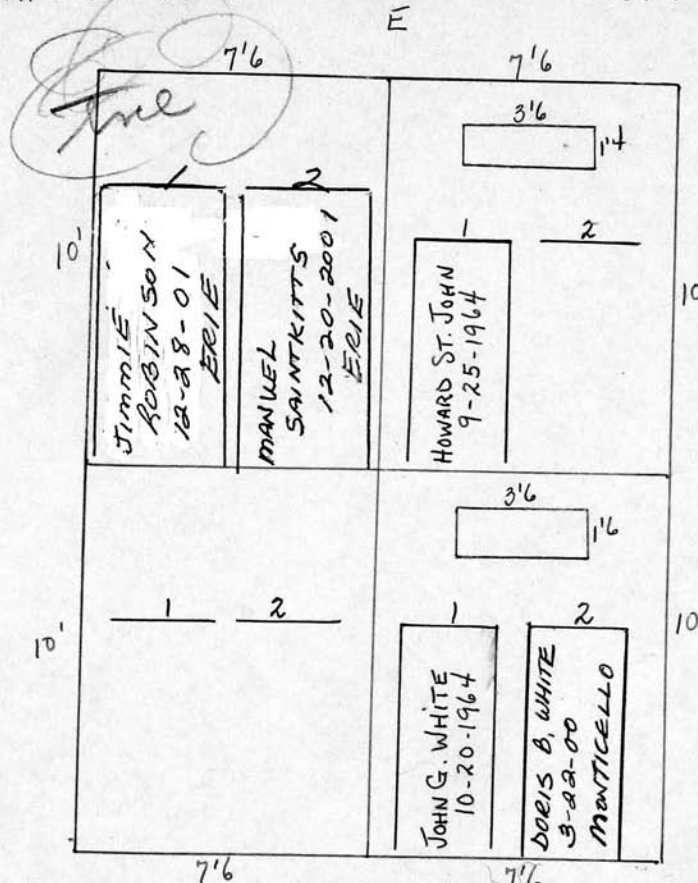 E
7'6
7'6
Tree
3'6
1'4
1
2
1
2
10'
10
JIMMIE
ROBINSON
12-28-01
ERIE
MANUEL
SAINTKITTS
12-20-2001
ERIE
HOWARD ST. JOHN
9-25-1964
3'6
1'6
1
2
1
2
10'
10
JOHN G. WHITE
10-20-1964
DORIS B. WHITE
3-22-00
MONTICELLO
7'6
7'6